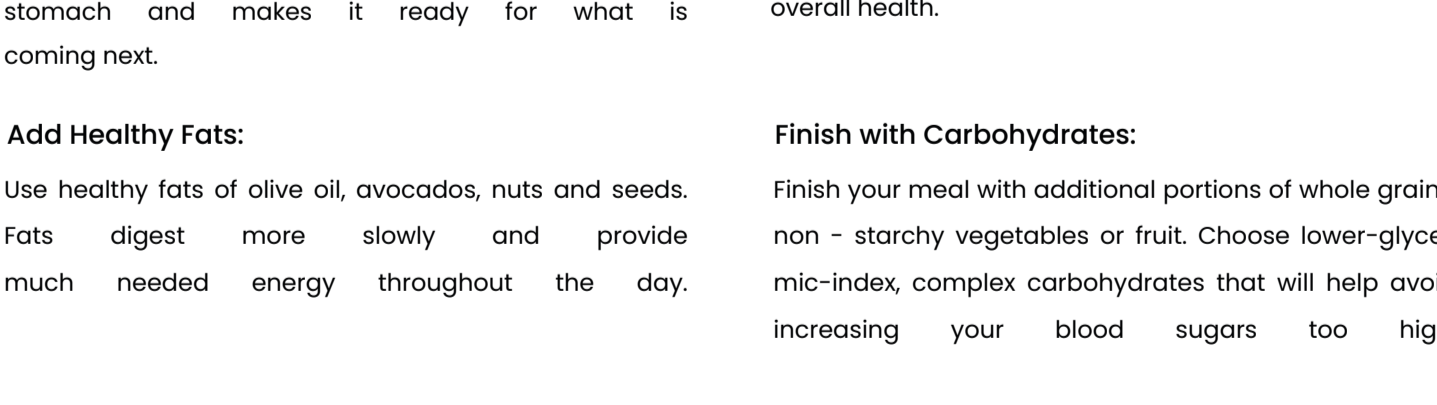 stomach and makes it ready for what is
coming next.
Add Healthy Fats:
Use healthy fats of olive oil, avocados, nuts and seeds.
Fats digest more slowly and provide
much needed energy throughout the day.
overall health.
Finish with Carbohydrates:
Finish your meal with additional portions of whole grain
non - starchy vegetables or fruit. Choose lower-glyce
mic-index, complex carbohydrates that will help avoi
increasing your blood sugars too hig